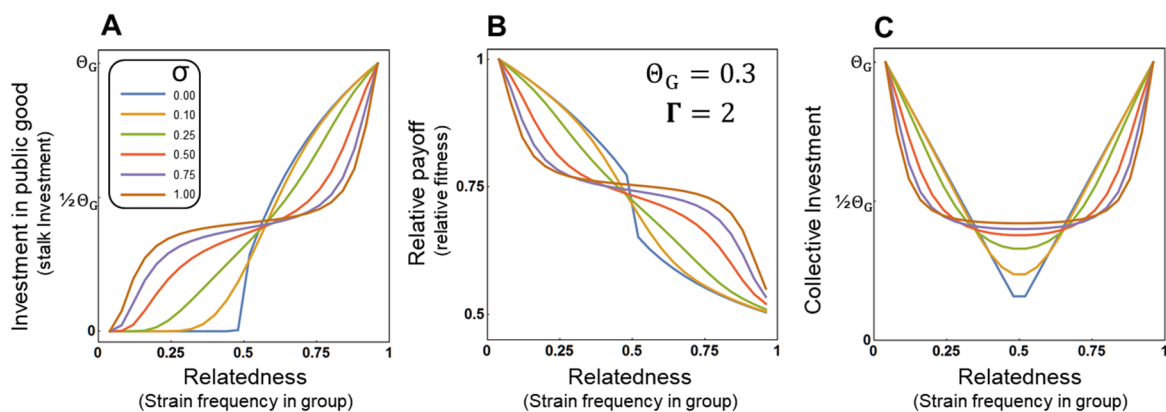 A
Investment in public good
(stalk Investment)
Θ_G
½Θ_G
0
σ
0.00
0.10
0.25
0.50
0.75
1.00
0 0.25 0.5 0.75 1
Relatedness
(Strain frequency in group)
B
Relative payoff
(relative fitness)
1
0.75
0.5
Θ_G = 0.3
Γ = 2
0 0.25 0.5 0.75 1
Relatedness
(Strain frequency in group)
C
Collective Investment
Θ_G
½Θ_G
0
0 0.25 0.5 0.75 1
Relatedness
(Strain frequency in group)